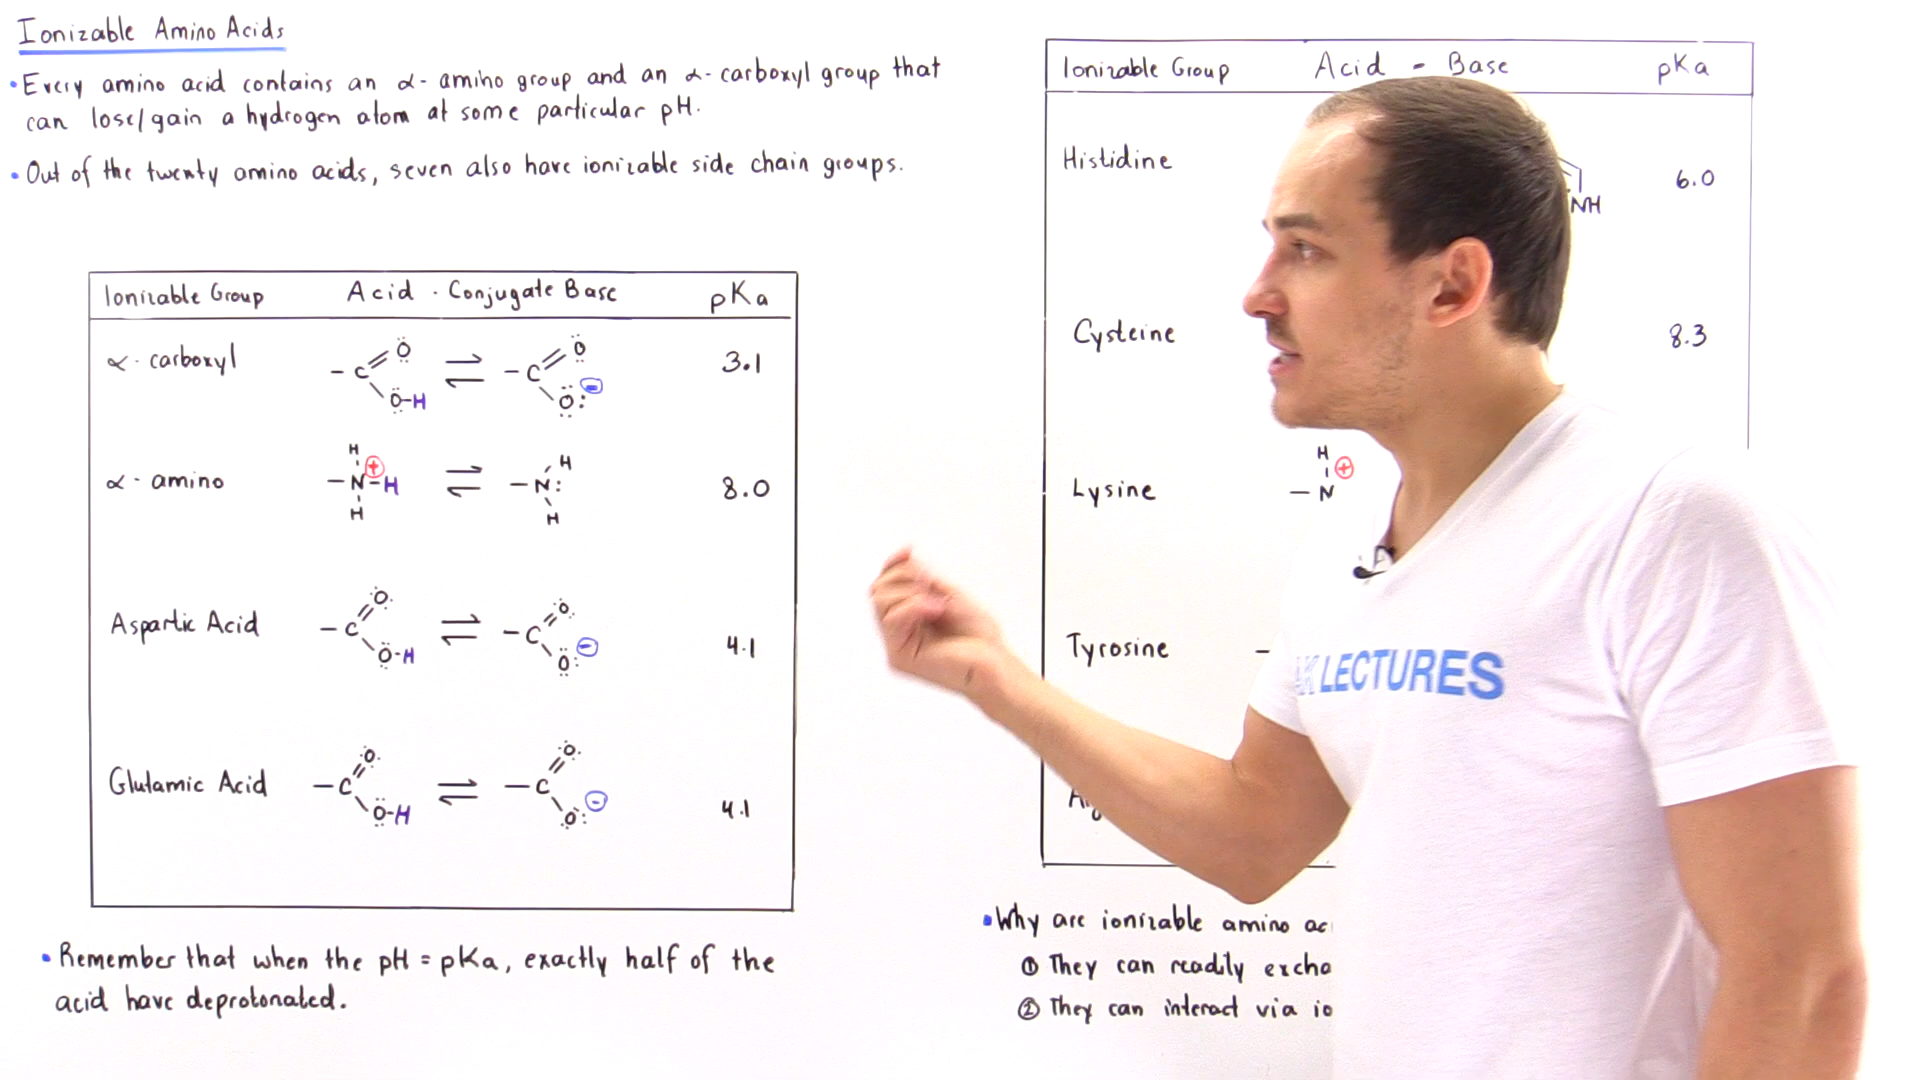 Ionizable Amino Acids
• Every amino acid contains an α-amino group and an α-carboxyl group that
can lose/gain a hydrogen atom at some particular pH.
• Out of the twenty amino acids, seven also have ionizable side chain groups.
Ionizable Group Acid - Conjugate Base pKa
α-carboxyl -C=O O-H ⇌ -C=O O: ⊖ 3.1
α-amino H -N-H H ⊕ ⇌ -N: H H 8.0
Aspartic Acid -C=O O-H ⇌ -C=O O: ⊖ 4.1
Glutamic Acid -C=O O-H ⇌ -C=O O: ⊖ 4.1
• Remember that when the pH = pKa, exactly half of the
acid have deprotonated.
Ionizable Group Acid - Base pKa
Histidine NH 6.0
Cysteine 8.3
Lysine H -N ⊕
Tyrosine -
• Why are ionizable amino
① They can readily
② They can interact via
LECTURES